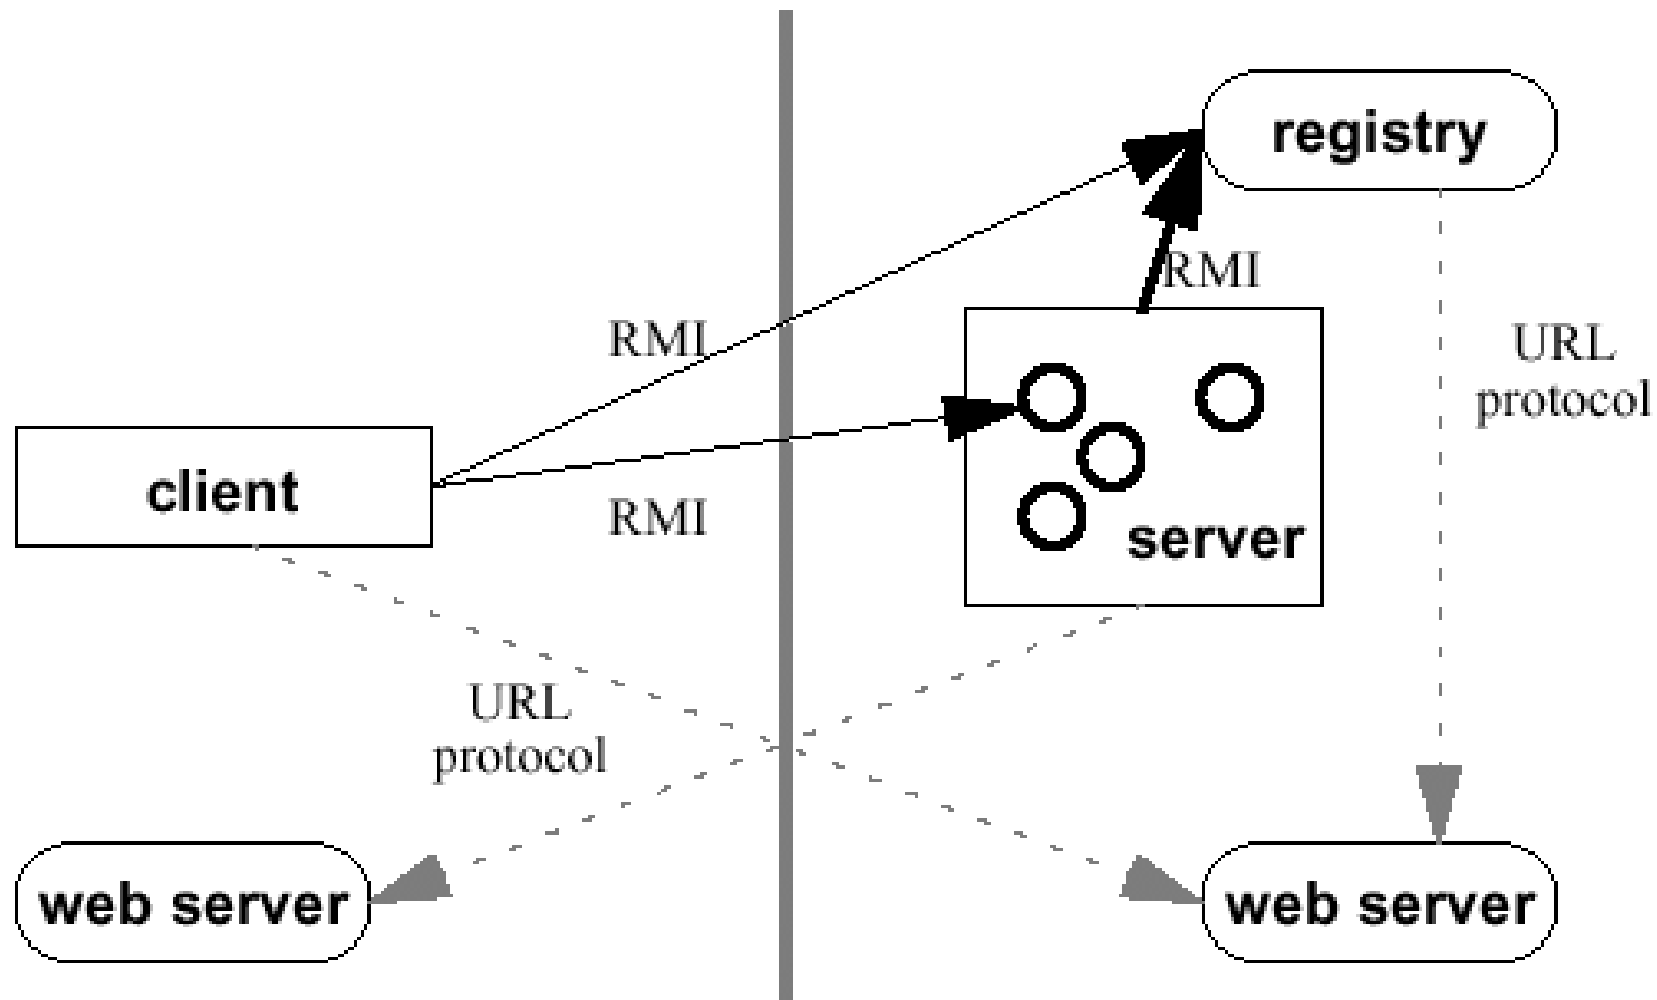 registry
RMI
RMI
URL
protocol
client
RMI
server
URL
protocol
web server
web server